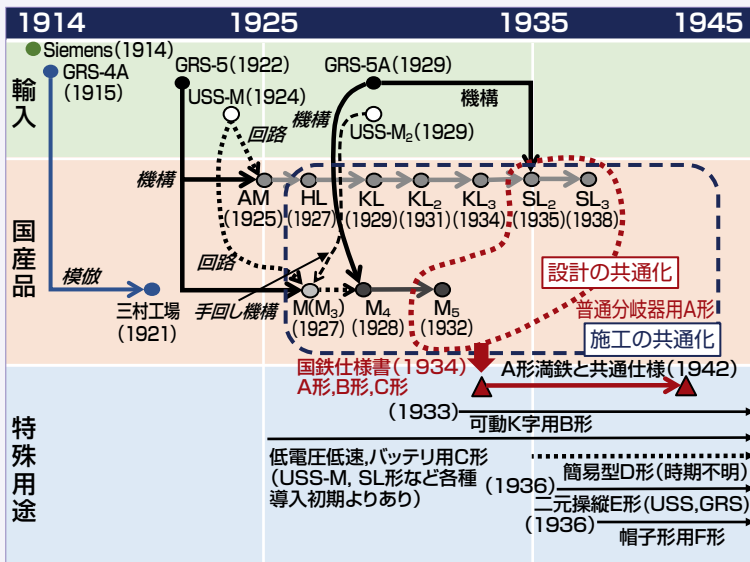 1914
1925
1935
1945
輸入
Siemens(1914)
GRS-4A
(1915)
GRS-5(1922)
USS-M(1924)
GRS-5A(1929)
USS-M₂(1929)
機構
機構
回路
国産品
機構
AM
(1925)
HL
(1927)
KL
(1929)
KL₂
(1931)
KL₃
(1934)
SL₂
(1935)
SL₃
(1938)
模倣
三村工場
(1921)
回路
手回し機構
M(M₃)
(1927)
M₄
(1928)
M₅
(1932)
設計の共通化
普通分岐器用A形
施工の共通化
特殊用途
国鉄仕様書(1934)
A形,B形,C形
A形満鉄と共通仕様(1942)
(1933)
可動K字用B形
低電圧低速,バッテリ用C形
(USS-M, SL形など各種
導入初期よりあり)
簡易型D形(時期不明)
(1936)
二元操縦E形(USS,GRS)
(1936)
帽子形用F形